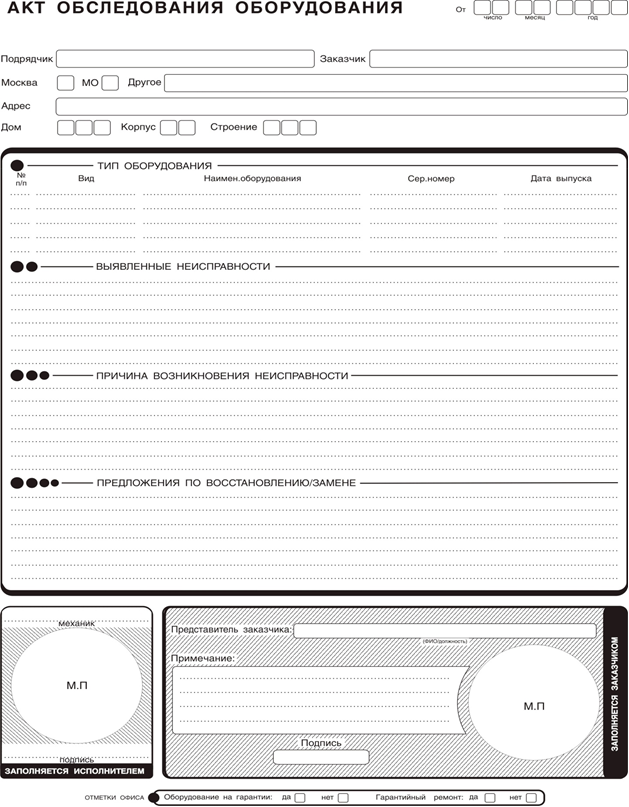 АКТ ОБСЛЕДОВАНИЯ ОБОРУДОВАНИЯ
От
число месяц год
Подрядчик Заказчик
Москва МО Другое
Адрес
Дом Корпус Строение
ТИП ОБОРУДОВАНИЯ
№ п/п Вид Наимен.оборудования Сер.номер Дата выпуска
ВЫЯВЛЕННЫЕ НЕИСПРАВНОСТИ
ПРИЧИНА ВОЗНИКНОВЕНИЯ НЕИСПРАВНОСТИ
ПРЕДЛОЖЕНИЯ ПО ВОССТАНОВЛЕНИЮ/ЗАМЕНЕ
механик
М.П
подпись
ЗАПОЛНЯЕТСЯ ИСПОЛНИТЕЛЕМ
Представитель заказчика:
(ФИО/должность)
Примечание:
М.П
Подпись
ЗАПОЛНЯЕТСЯ ЗАКАЗЧИКОМ
ОТМЕТКИ ОФИСА Оборудование на гарантии: да нет Гарантийный ремонт: да нет